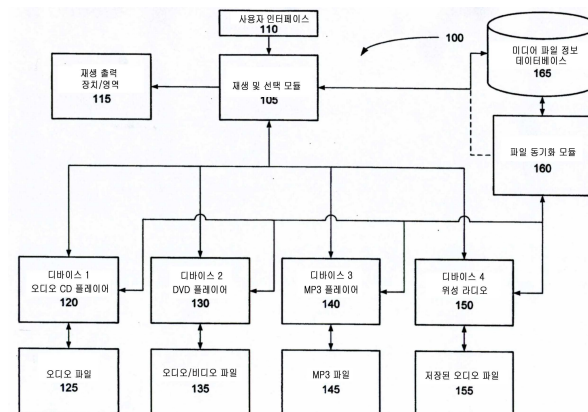 사용자 인터페이스
110
100
미디어 파일 정보
데이터베이스
165
재생 출력
장치/영역
115
재생 및 선택 모듈
105
파일 동기화 모듈
160
디바이스 1
오디오 CD 플레이어
120
디바이스 2
DVD 플레이어
130
디바이스 3
MP3 플레이어
140
디바이스 4
위성 라디오
150
오디오 파일
125
오디오/비디오 파일
135
MP3 파일
145
저장된 오디오 파일
155